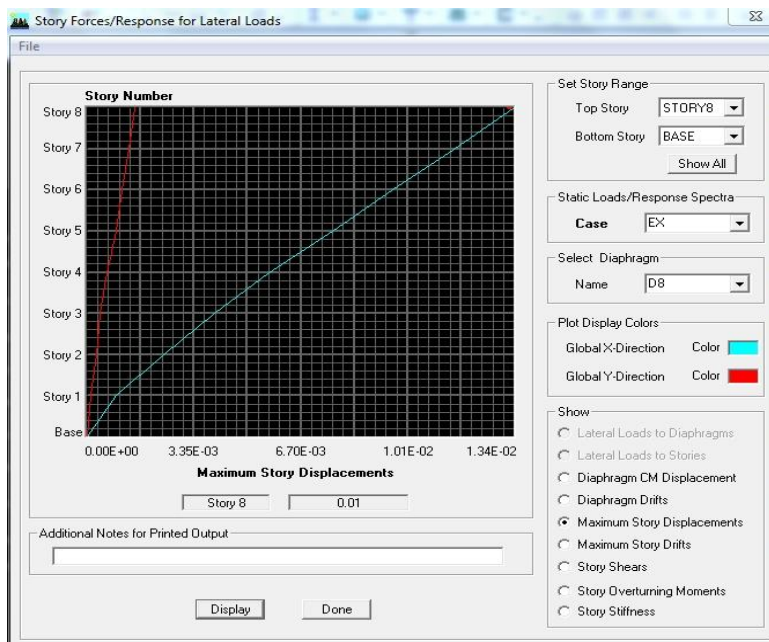 Story Forces/Response for Lateral Loads
File
Story Number
Story 8
Story 7
Story 6
Story 5
Story 4
Story 3
Story 2
Story 1
Base
0.00E+00 3.35E-03 6.70E-03 1.01E-02 1.34E-02
Maximum Story Displacements
Story 8 0.01
Additional Notes for Printed Output
Display Done
Set Story Range
Top Story STORY8
Bottom Story BASE
Show All
Static Loads/Response Spectra
Case EX
Select Diaphragm
Name D8
Plot Display Colors
Global X-Direction Color
Global Y-Direction Color
Show
Lateral Loads to Diaphragms
Lateral Loads to Stories
Diaphragm CM Displacement
Diaphragm Drifts
Maximum Story Displacements
Maximum Story Drifts
Story Shears
Story Overturning Moments
Story Stiffness